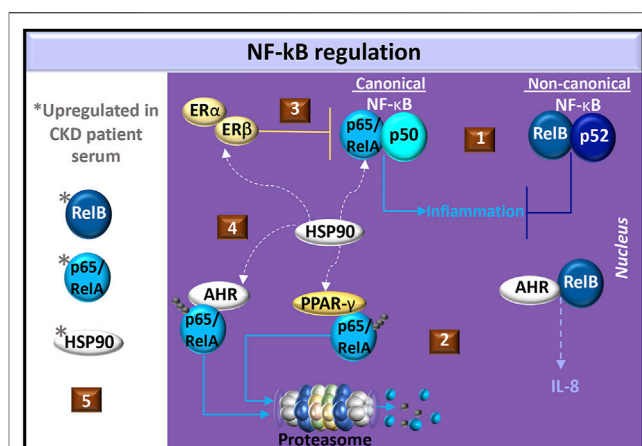 NF-kB regulation
*Upregulated in
CKD patient
serum
*
RelB
*
p65/
RelA
*
HSP90
5
Canonical
NF-κB
Non-canonical
NF-κB
ERα
ERβ
3
p65/
RelA
p50
1
RelB
p52
Inflammation
HSP90
4
Nucleus
AHR
p65/
RelA
PPAR-γ
p65/
RelA
2
AHR
RelB
IL-8
Proteasome